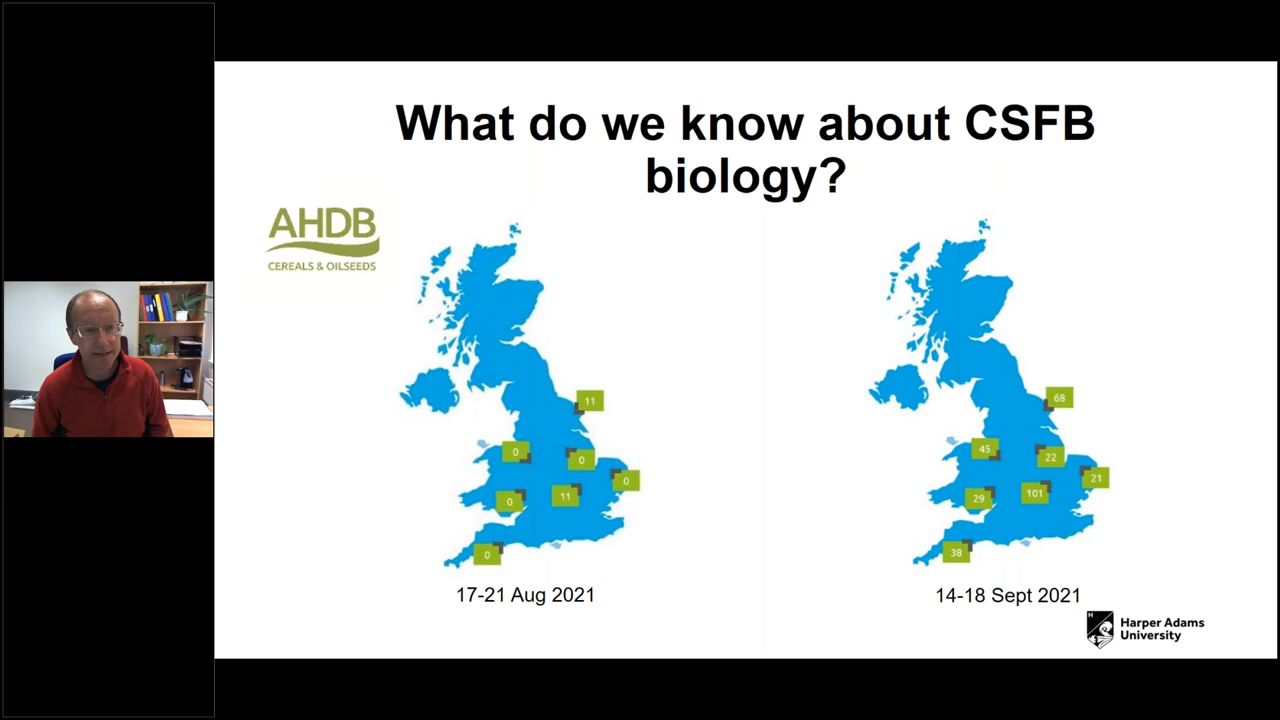 What do we know about CSFB
biology?
AHDB
CEREALS & OILSEEDS
11
0
0
0
0
11
0
17-21 Aug 2021
68
45
22
21
29
101
38
14-18 Sept 2021
H
Harper Adams
University